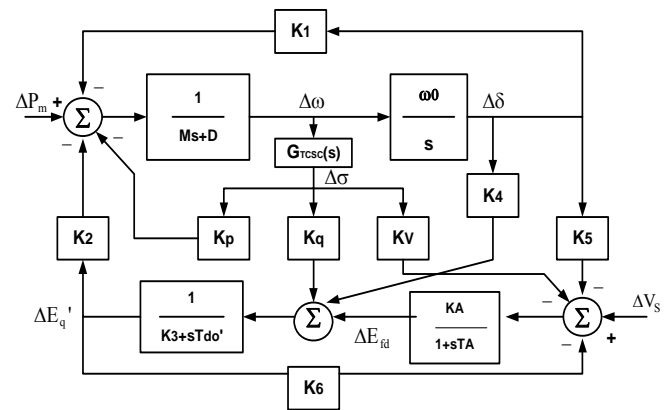 K1
−
−
ΔPm +
Σ
−
−
1
Ms+D
Δω
ω0
s
Δδ
GTCSC(s)
Δσ
K4
K2
Kp
Kq
KV
K5
−
−
ΔVS
ΔEq'
1
K3+sTdo'
Σ
ΔEfd
KA
1+sTA
Σ
−
+
K6